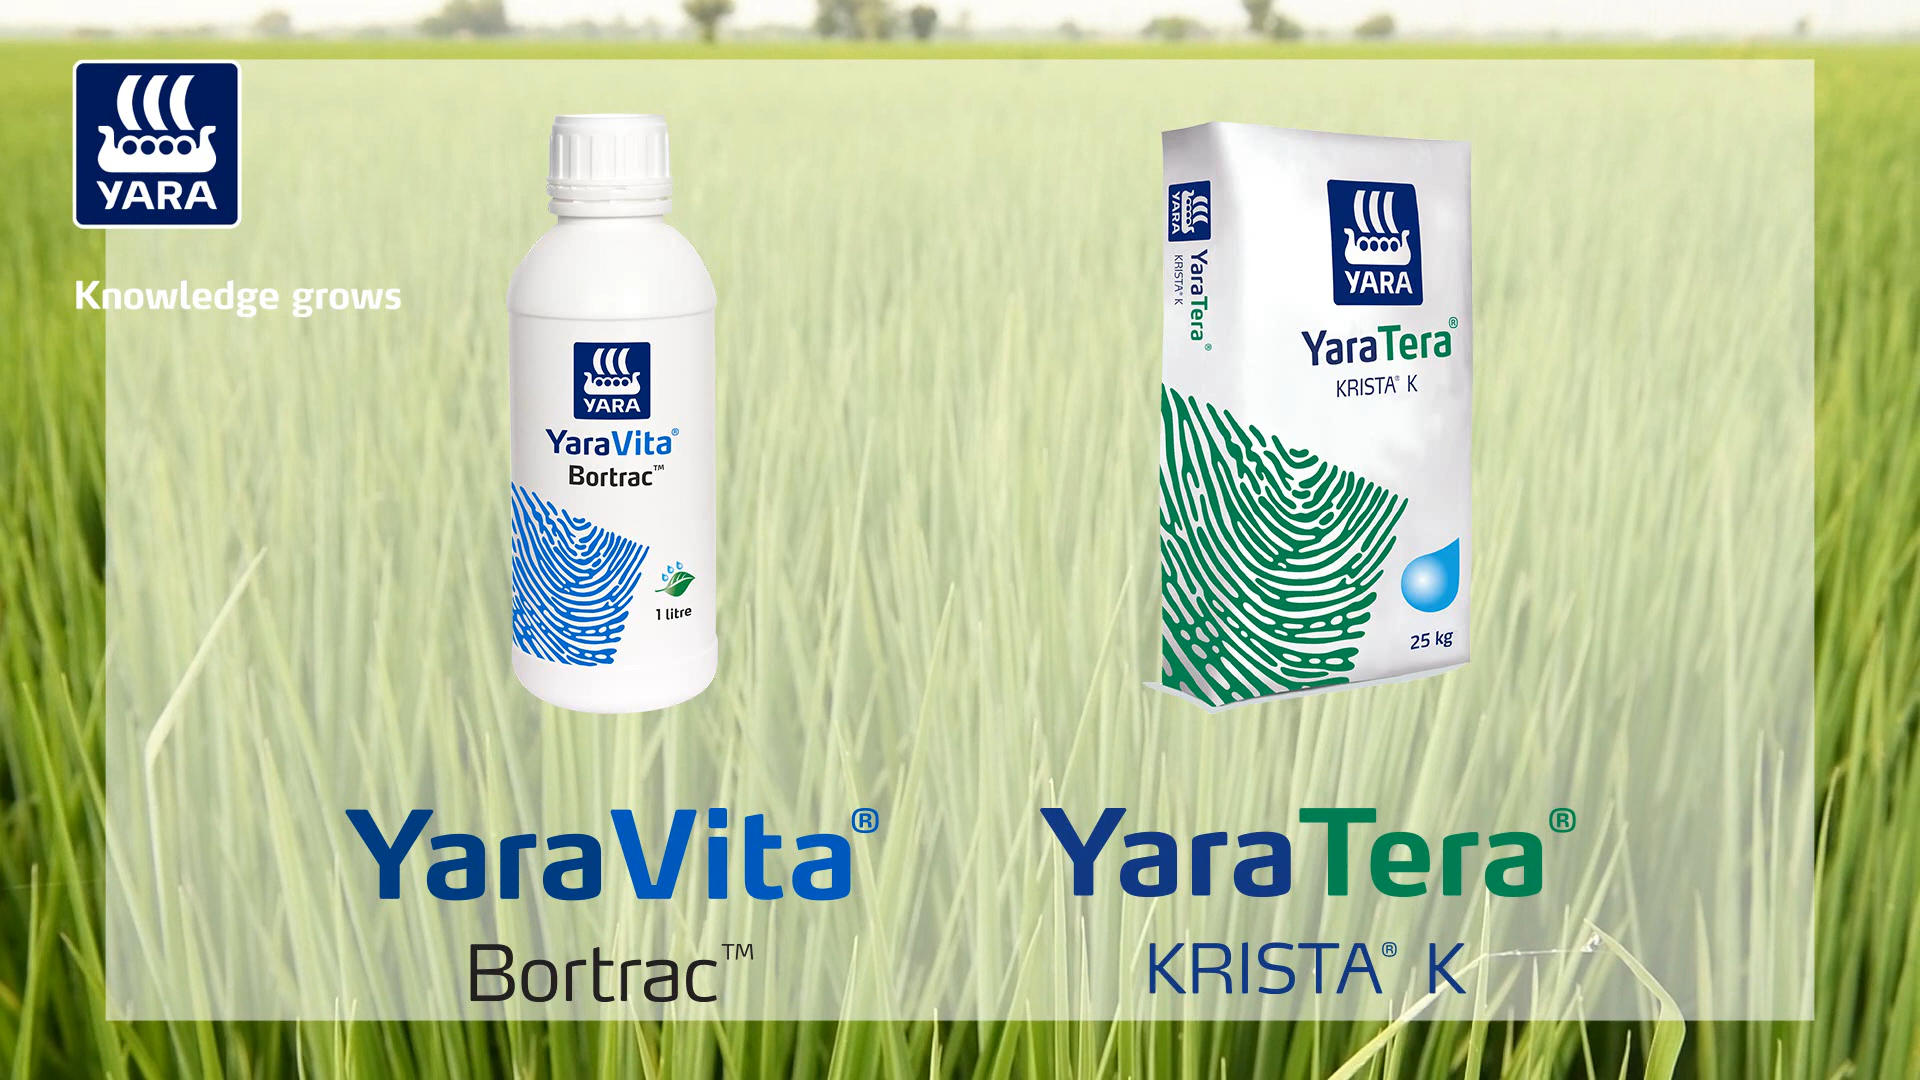 YARA
Knowledge grows
YARA
YaraVita®
Bortrac™
1 litre
YARA
YaraTera®
KRISTA® K
YARA
YaraTera®
KRISTA® K
25 kg
YaraVita®
Bortrac™
YaraTera®
KRISTA® K